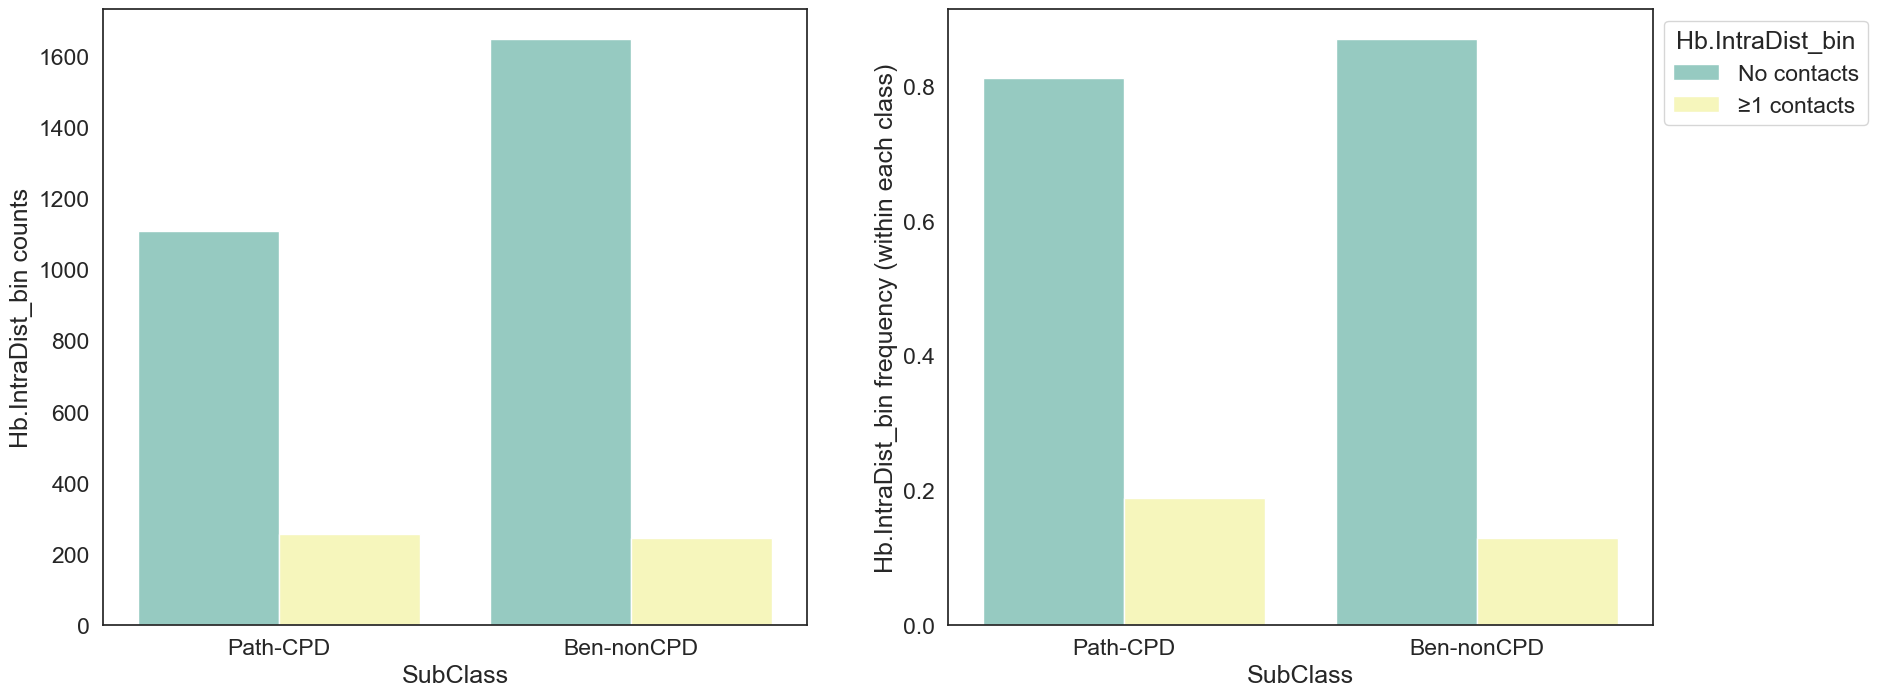 Hb.IntraDist_bin counts
1600
1400
1200
1000
800
600
400
200
0
Path-CPD
Ben-nonCPD
SubClass
Hb.IntraDist_bin frequency (within each class)
0.8
0.6
0.4
0.2
0.0
Path-CPD
Ben-nonCPD
SubClass
Hb.IntraDist_bin
No contacts
≥1 contacts